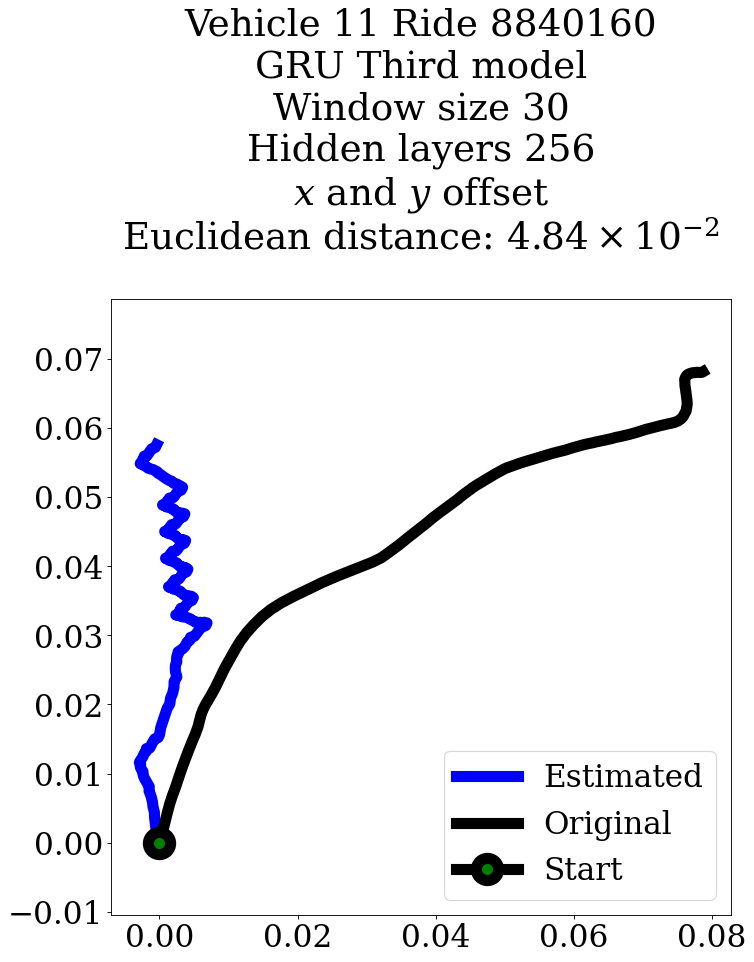 Vehicle 11 Ride 8840160
GRU Third model
Window size 30
Hidden layers 256
x and y offset
Euclidean distance: 4.84 × 10⁻²
0.07
0.06
0.05
0.04
0.03
0.02
0.01
0.00
−0.01
0.00 0.02 0.04 0.06 0.08
Estimated
Original
Start